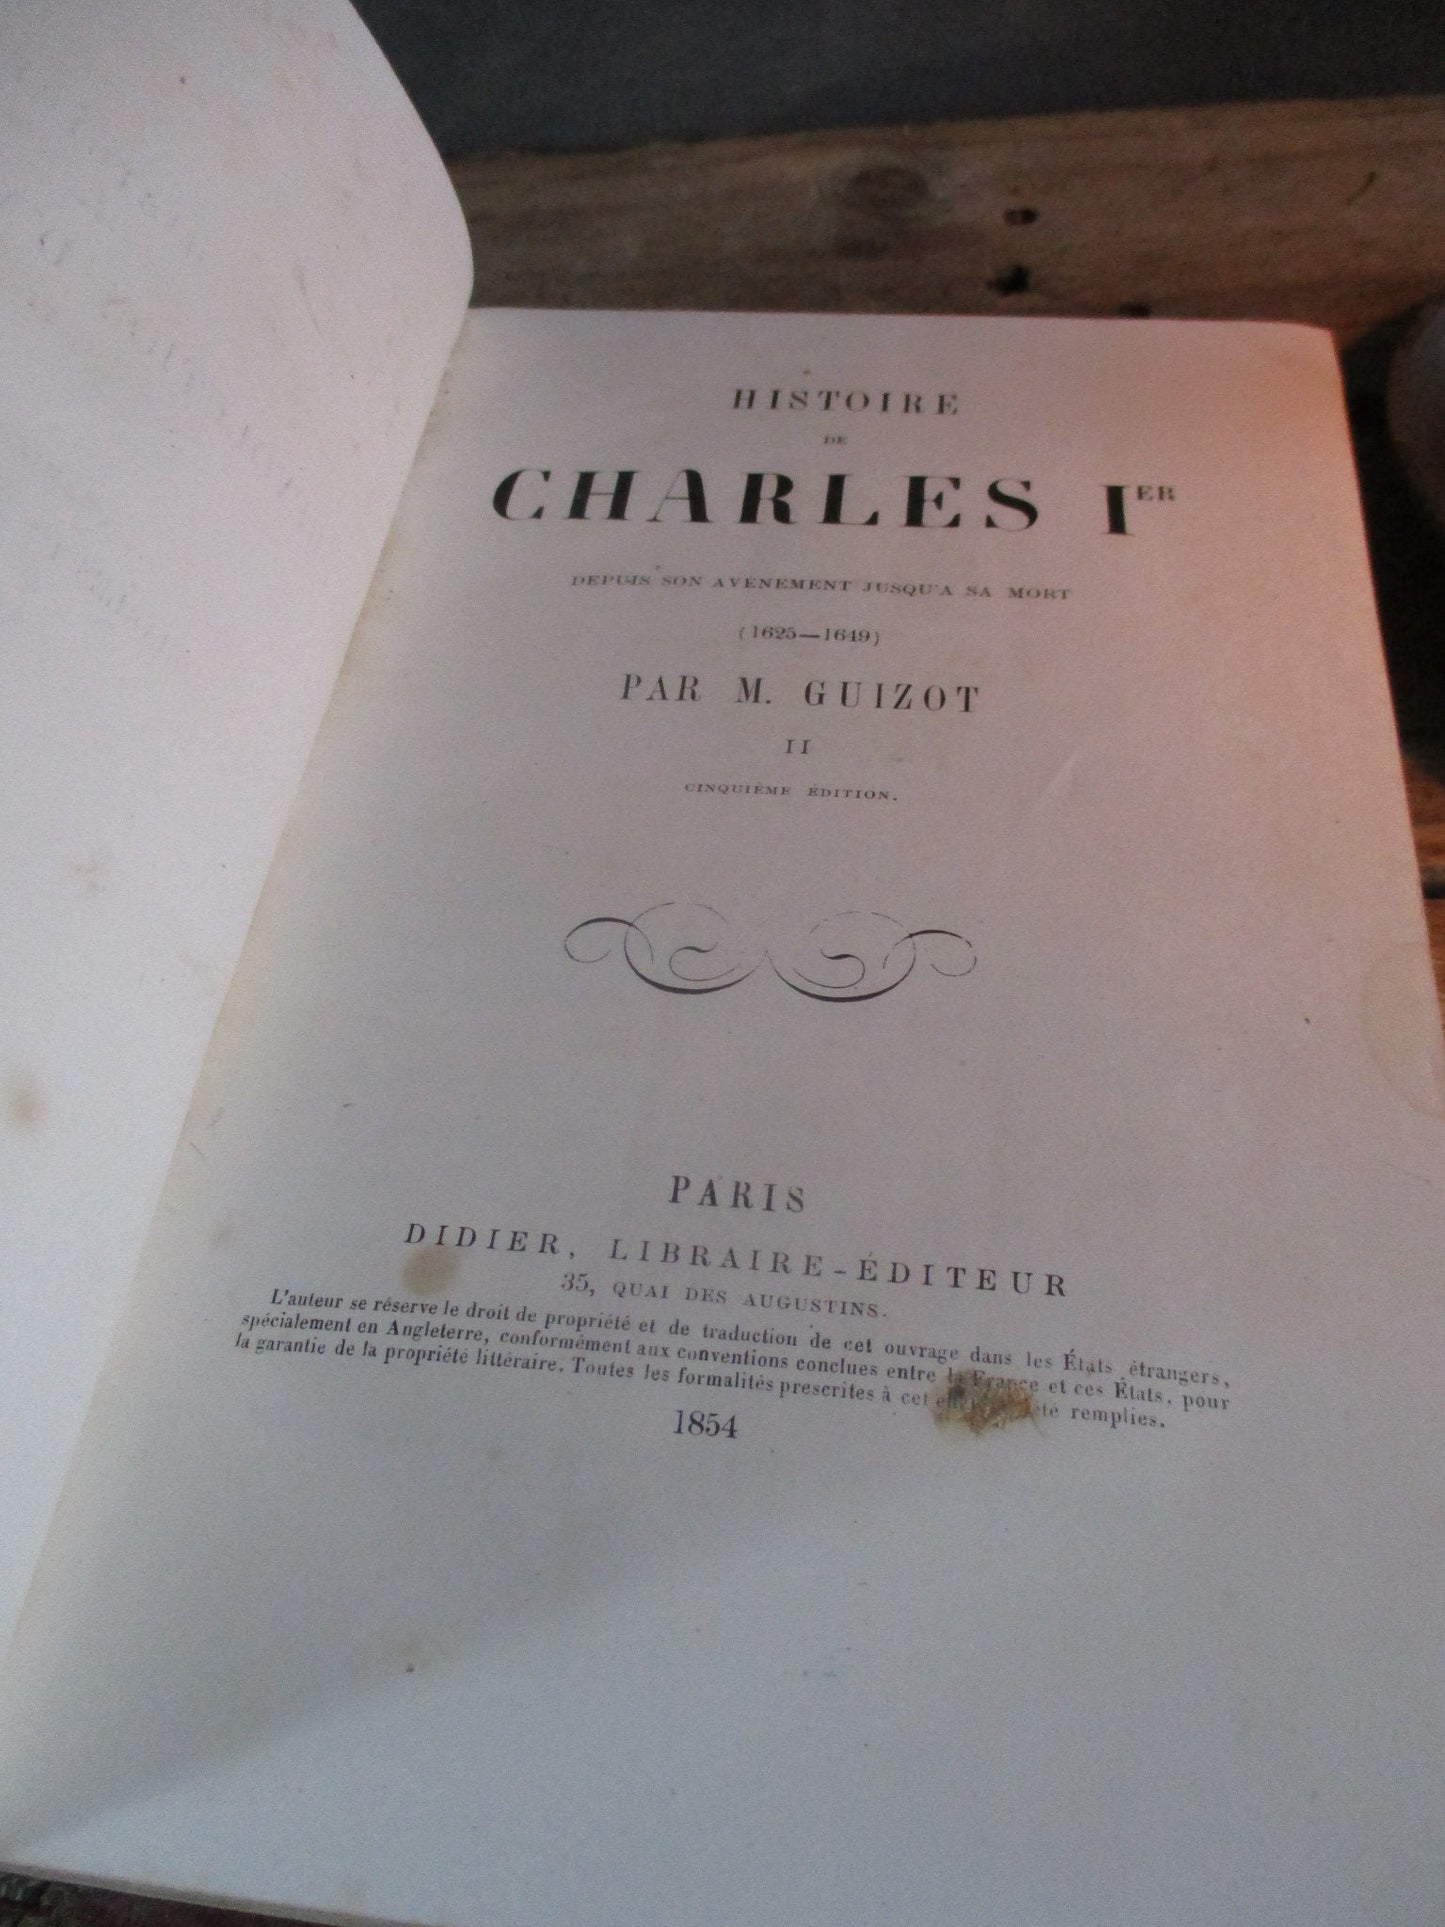 HISTOIRE
DE
CHARLES IER
DEPUIS SON AVÉNEMENT JUSQU'A SA MORT
(1625—1649)
PAR M. GUIZOT
II
CINQUIÈME ÉDITION.
PARIS
DIDIER, LIBRAIRE-ÉDITEUR
35, QUAI DES AUGUSTINS.
L'auteur se réserve le droit de propriété et de traduction de cet ouvrage dans les États étrangers,
spécialement en Angleterre, conformément aux conventions conclues entre la France et ces États, pour
la garantie de la propriété littéraire. Toutes les formalités prescrites à cet été remplies.
1854